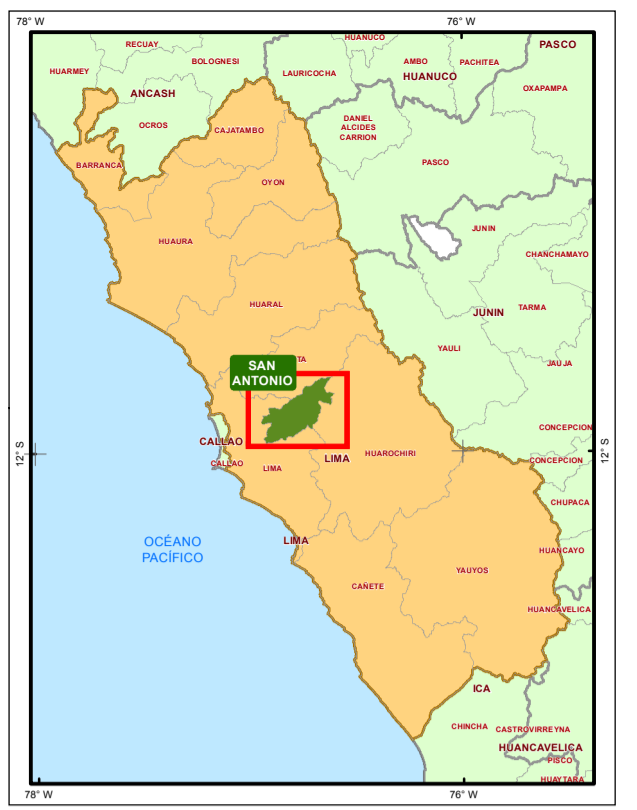 78° W
76° W
HUANUCO
RECUAY
PASCO
BOLOGNESI
AMBO
PACHITEA
HUARMEY
LAURICOCHA
HUANUCO
OXAPAMPA
ANCASH
DANIEL
ALCIDES
CARRION
OCROS
CAJATAMBO
PASCO
BARRANCA
OYON
JUNIN
HUAURA
CHANCHAMAYO
HUARAL
TARMA
JUNIN
YAULI
TA
JAUJA
SAN
ANTONIO
CONCEPCION
CALLAO
12° S
12° S
HUAROCHIRI
LIMA
CONCEPCION
CALLAO
LIMA
CHUPACA
LIMA
OCÉANO
PACÍFICO
HUANCAYO
YAUYOS
CAÑETE
HUANCAVELICA
ICA
CHINCHA
CASTROVIRREYNA
HUANCAVELICA
PISCO
HUAYTARA
78° W
76° W